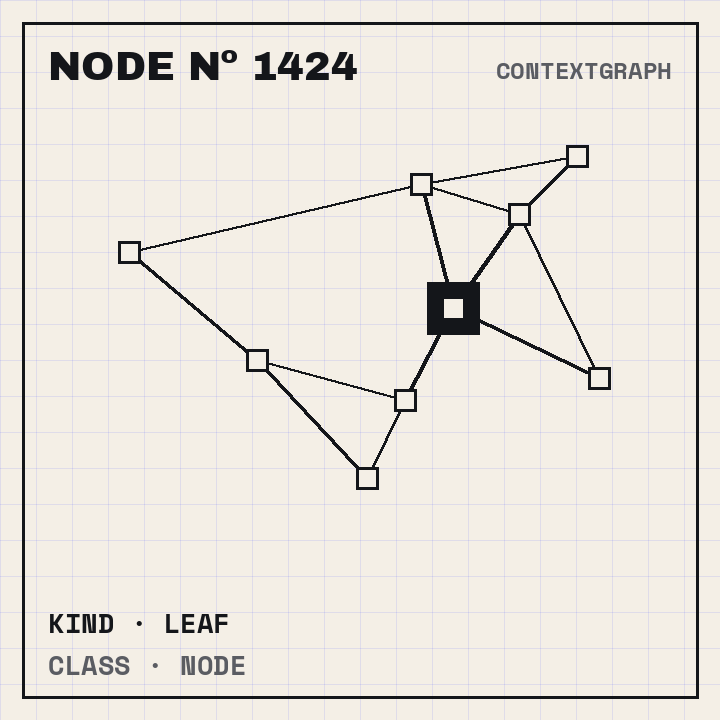 NODE Nº 1424
CONTEXTGRAPH
KIND · LEAF
CLASS · NODE